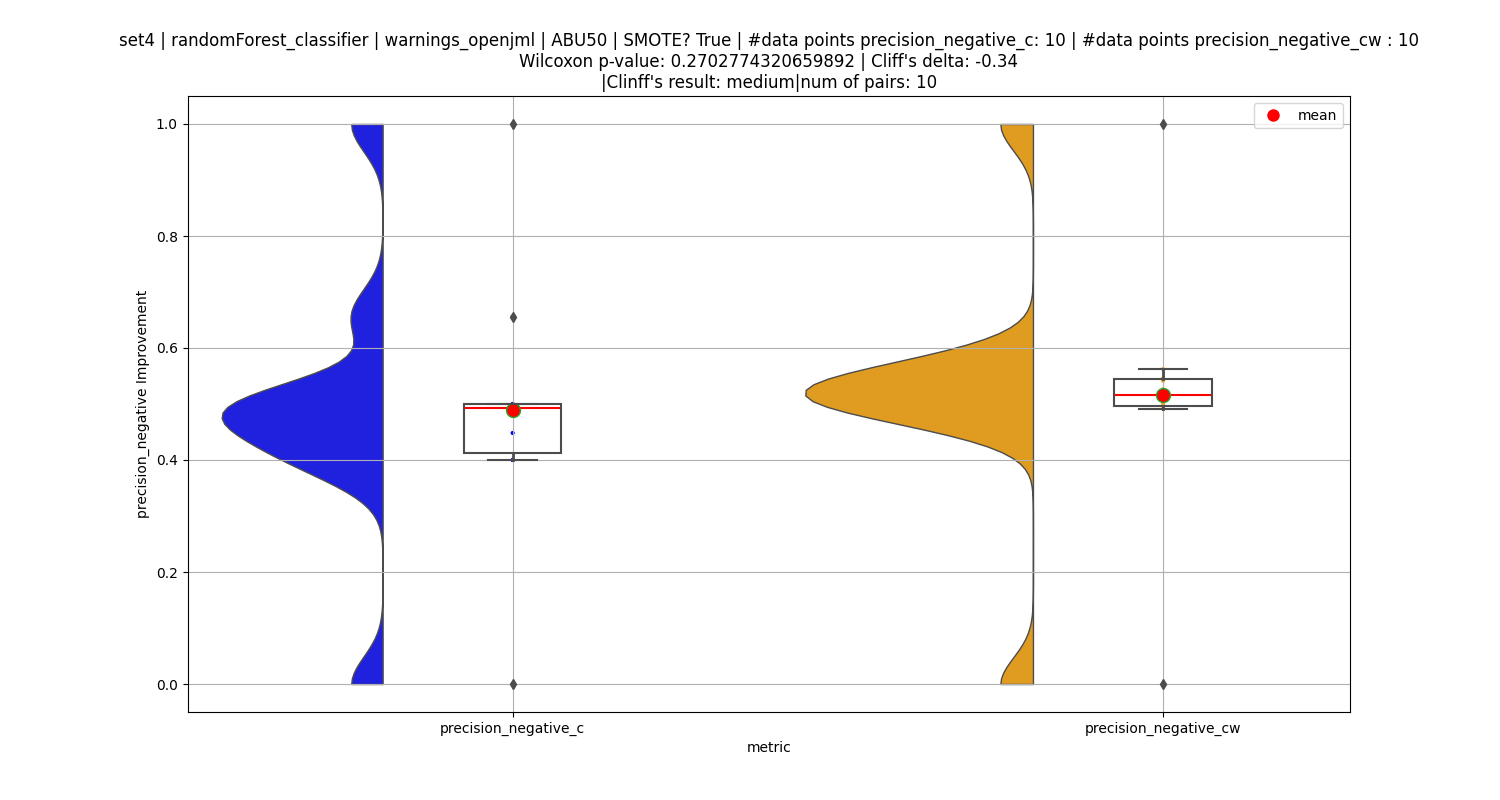 set4 | randomForest_classifier | warnings_openjml | ABU50 | SMOTE? True | #data points precision_negative_c: 10 | #data points precision_negative_cw : 10
Wilcoxon p-value: 0.2702774320659892 | Cliff's delta: -0.34
|Clinff's result: medium|num of pairs: 10
mean
1.0
0.8
0.6
0.4
0.2
0.0
precision_negative Improvement
precision_negative_c
precision_negative_cw
metric